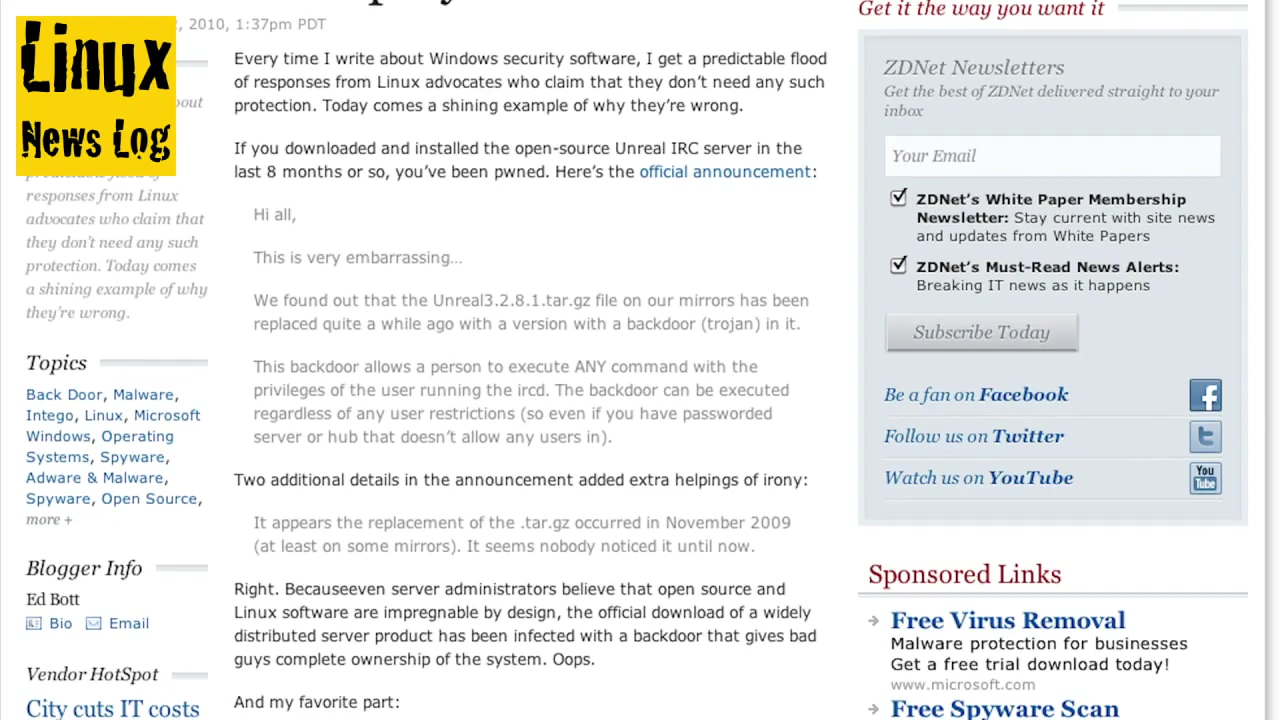 Linux
News Log
2010, 1:37pm PDT
responses from Linux
advocates who claim that
they don't need any such
protection. Today comes
a shining example of why
they're wrong.
Topics
Back Door, Malware,
Intego, Linux, Microsoft
Windows, Operating
Systems, Spyware,
Adware & Malware,
Spyware, Open Source,
more +
Blogger Info
Ed Bott
Bio Email
Vendor HotSpot
City cuts IT costs
Every time I write about Windows security software, I get a predictable flood
of responses from Linux advocates who claim that they don't need any such
protection. Today comes a shining example of why they're wrong.
If you downloaded and installed the open-source Unreal IRC server in the
last 8 months or so, you've been pwned. Here's the official announcement:
Hi all,
This is very embarrassing...
We found out that the Unreal3.2.8.1.tar.gz file on our mirrors has been
replaced quite a while ago with a version with a backdoor (trojan) in it.
This backdoor allows a person to execute ANY command with the
privileges of the user running the ircd. The backdoor can be executed
regardless of any user restrictions (so even if you have passworded
server or hub that doesn't allow any users in).
Two additional details in the announcement added extra helpings of irony:
It appears the replacement of the .tar.gz occurred in November 2009
(at least on some mirrors). It seems nobody noticed it until now.
Right. Becauseeven server administrators believe that open source and
Linux software are impregnable by design, the official download of a widely
distributed server product has been infected with a backdoor that gives bad
guys complete ownership of the system. Oops.
And my favorite part:
Get it the way you want it
ZDNet Newsletters
Get the best of ZDNet delivered straight to your
inbox
Your Email
ZDNet's White Paper Membership
Newsletter: Stay current with site news
and updates from White Papers
ZDNet's Must-Read News Alerts:
Breaking IT news as it happens
Subscribe Today
Be a fan on Facebook
Follow us on Twitter
Watch us on YouTube
You
Tube
Sponsored Links
Free Virus Removal
Malware protection for businesses
Get a free trial download today!
www.microsoft.com
Free Spyware Scan